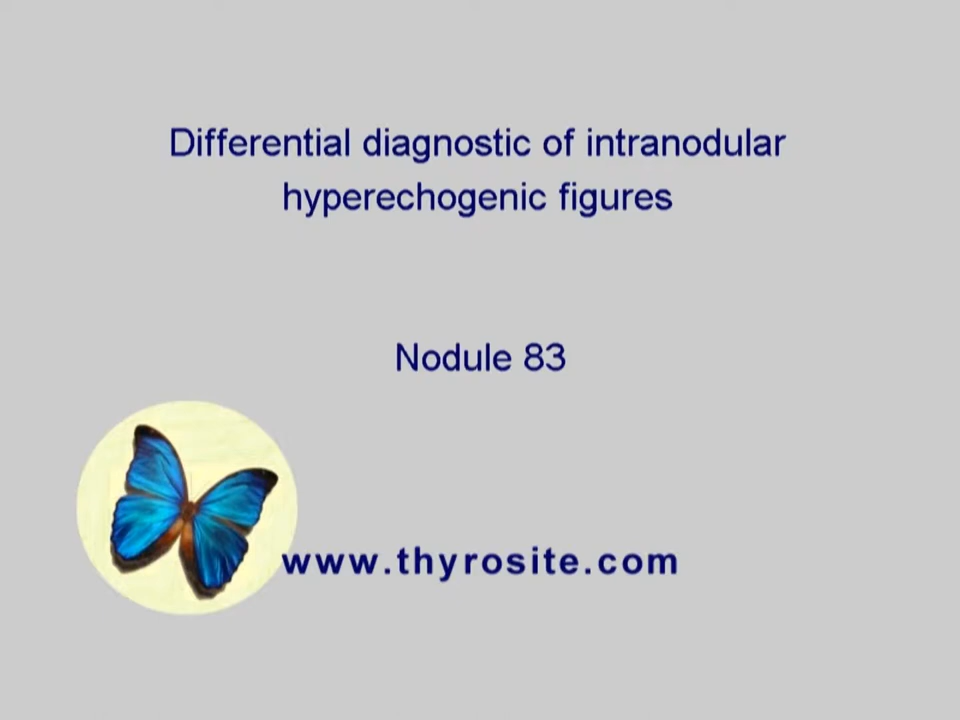 Differential diagnostic of intranodular
hyperechogenic figures
Nodule 83
www.thyrosite.com